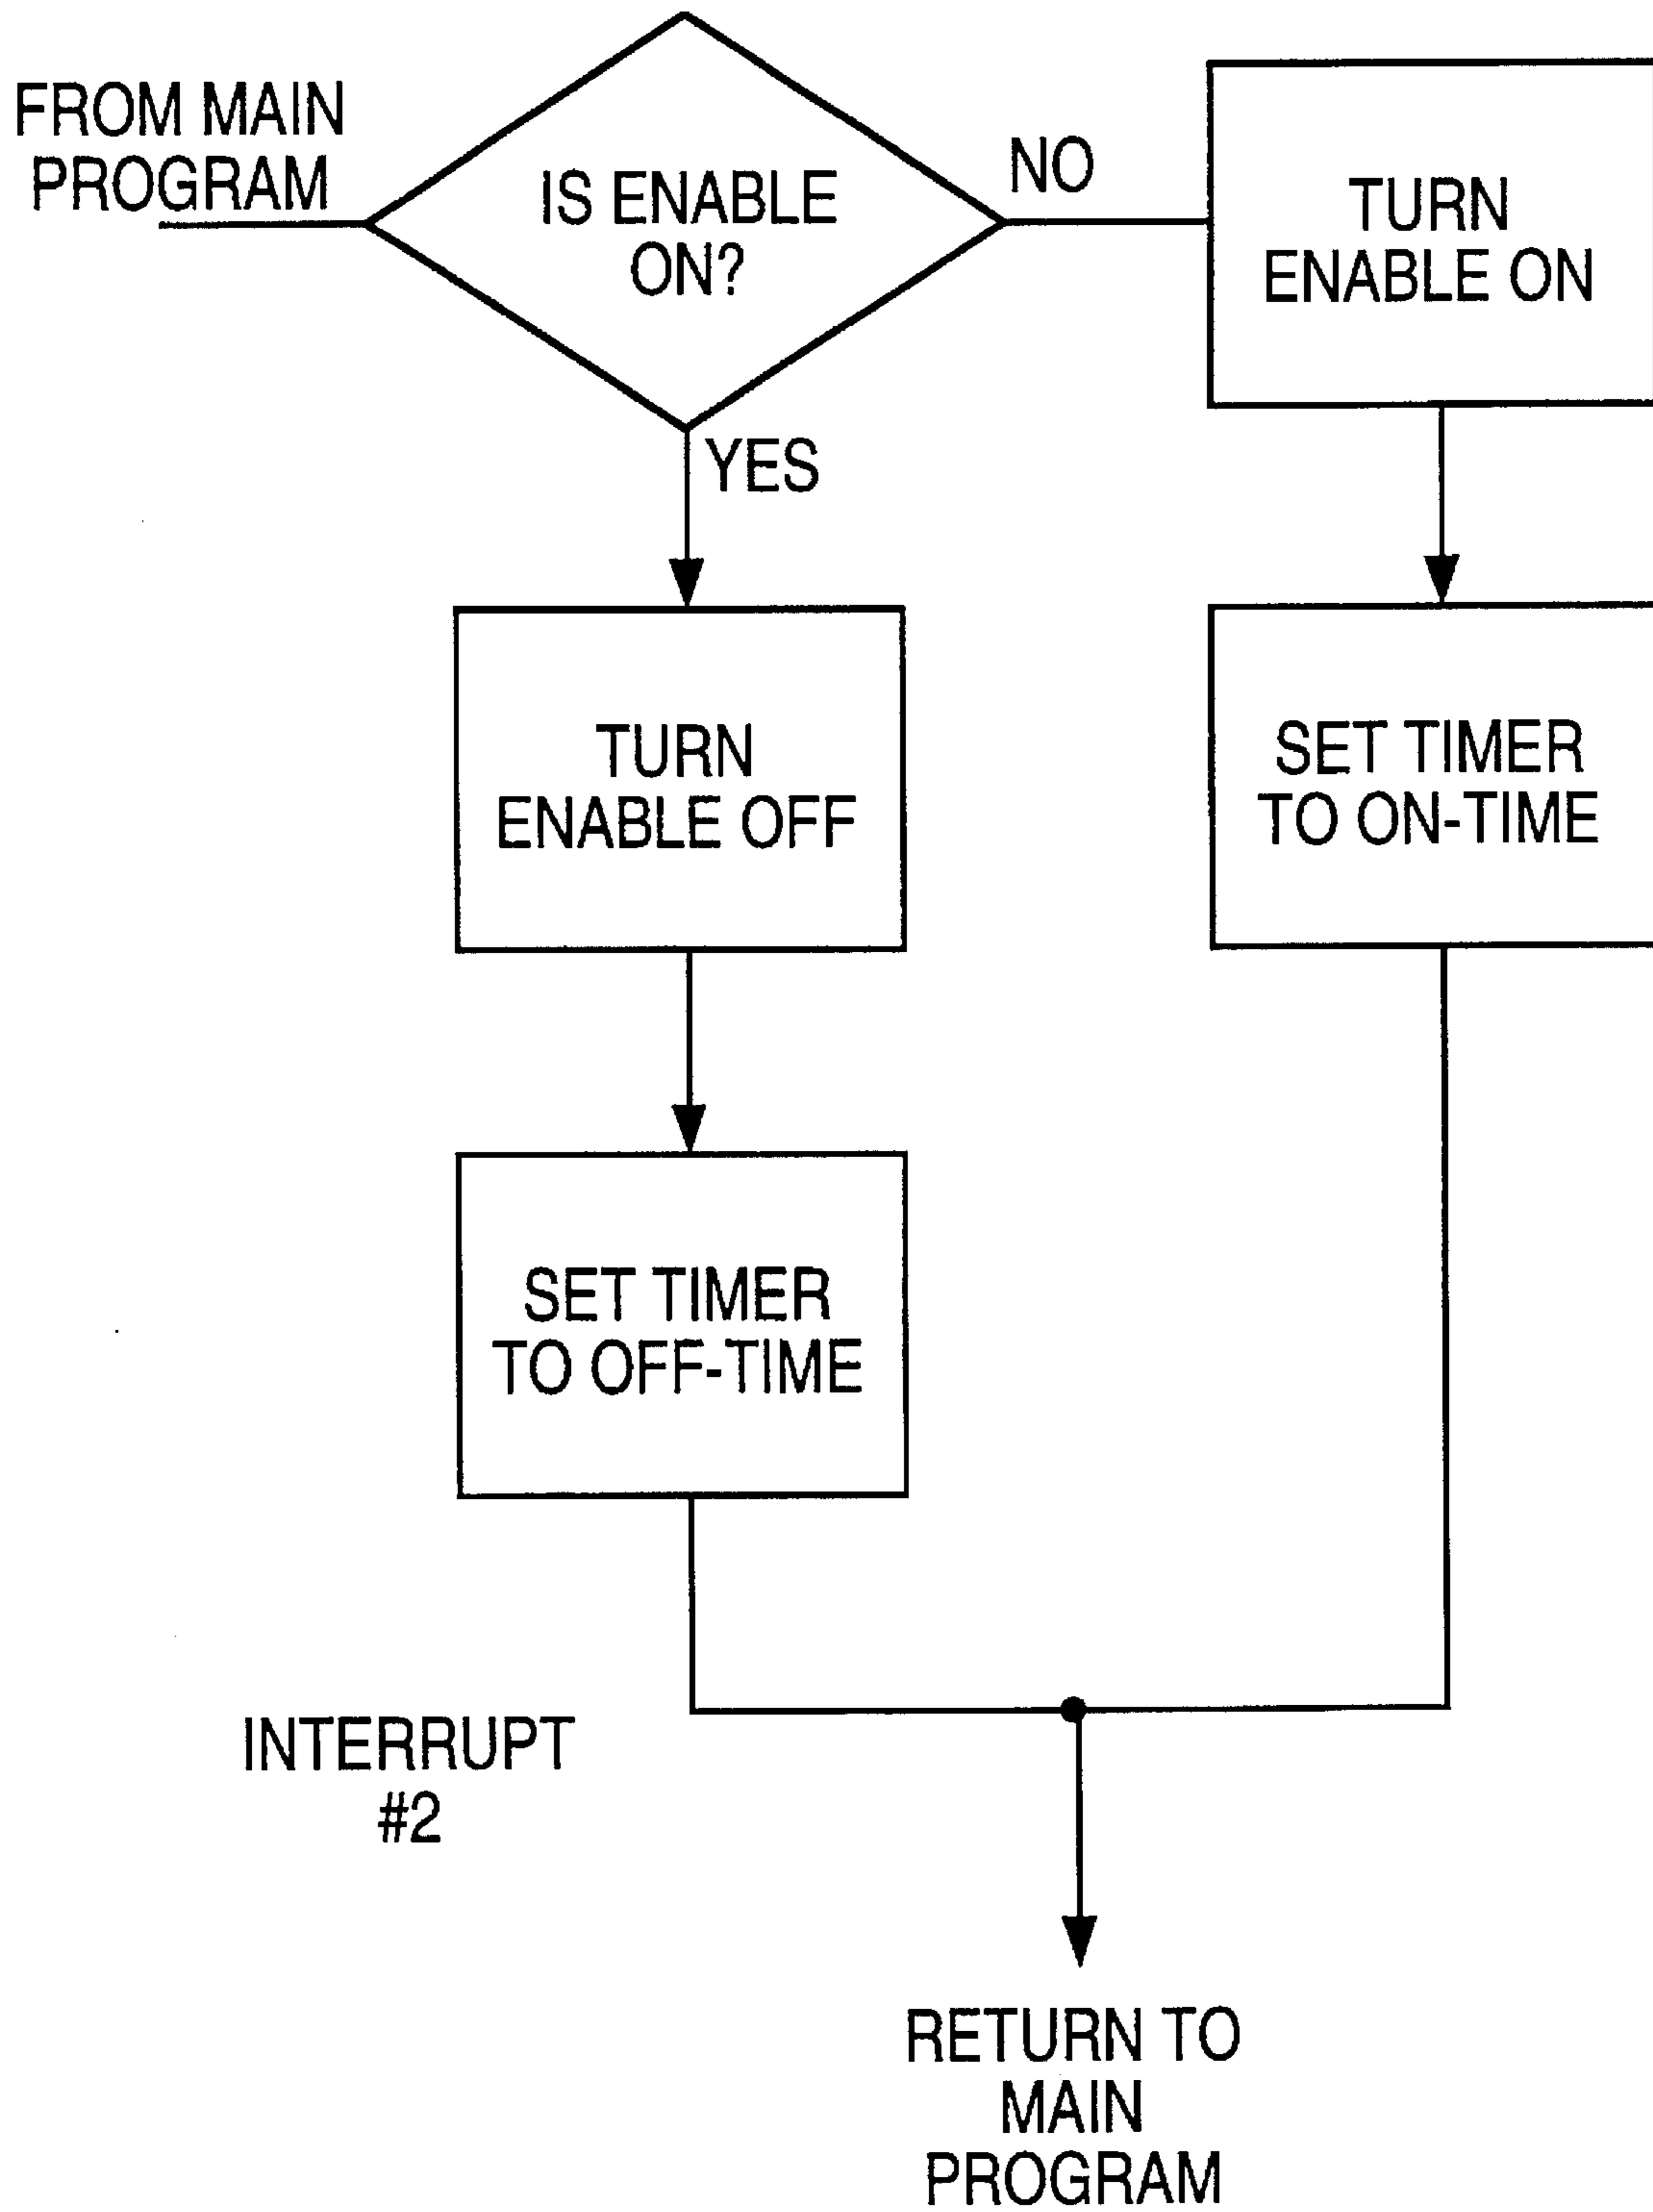 FROM MAIN
PROGRAM
IS ENABLE
ON?
NO
TURN
ENABLE ON
YES
TURN
ENABLE OFF
SET TIMER
TO ON-TIME
SET TIMER
TO OFF-TIME
INTERRUPT
#2
RETURN TO
MAIN
PROGRAM